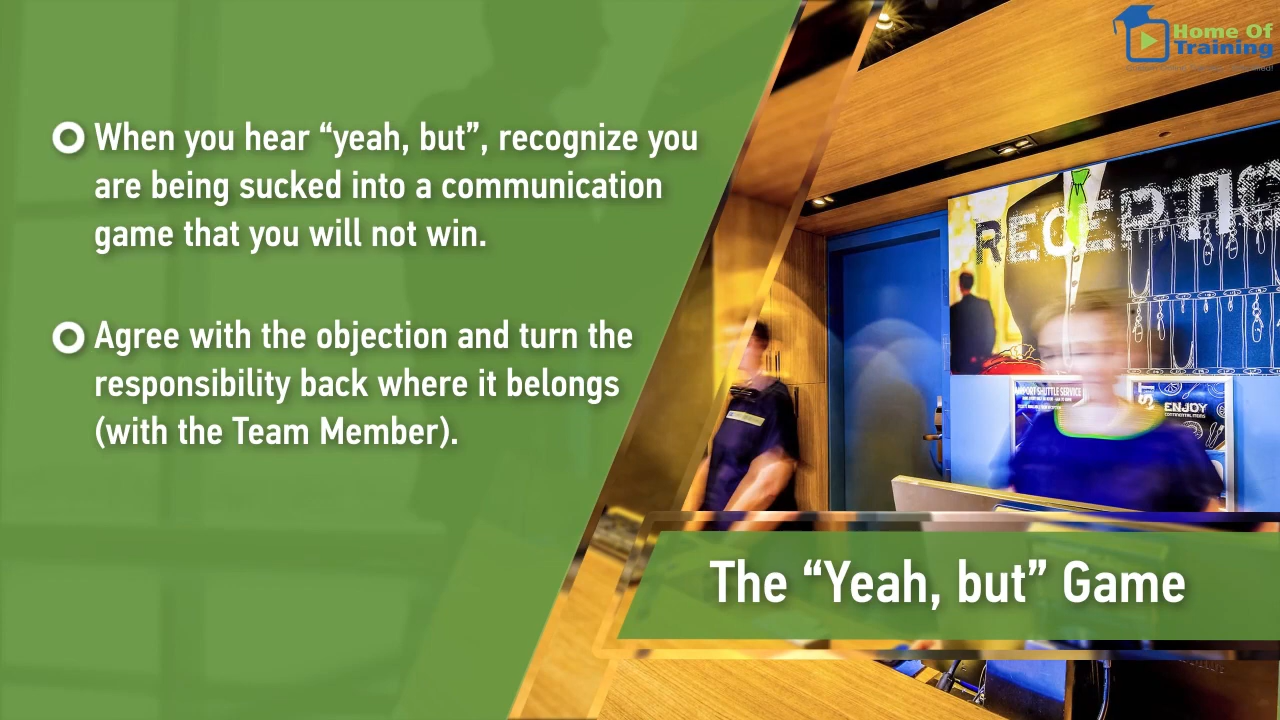 Home Of
Training
When you hear “yeah, but”, recognize you
are being sucked into a communication
game that you will not win.
Agree with the objection and turn the
responsibility back where it belongs
(with the Team Member).
RECEPTIO
SHUTTLE SERVICE
ENJOY
The “Yeah, but” Game